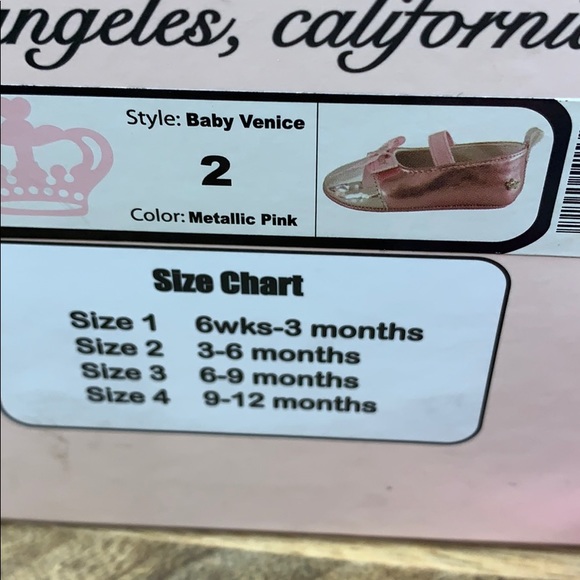 angeles, california
Style: Baby Venice
2
Color: Metallic Pink
Size Chart
Size 1 6wks-3 months
Size 2 3-6 months
Size 3 6-9 months
Size 4 9-12 months